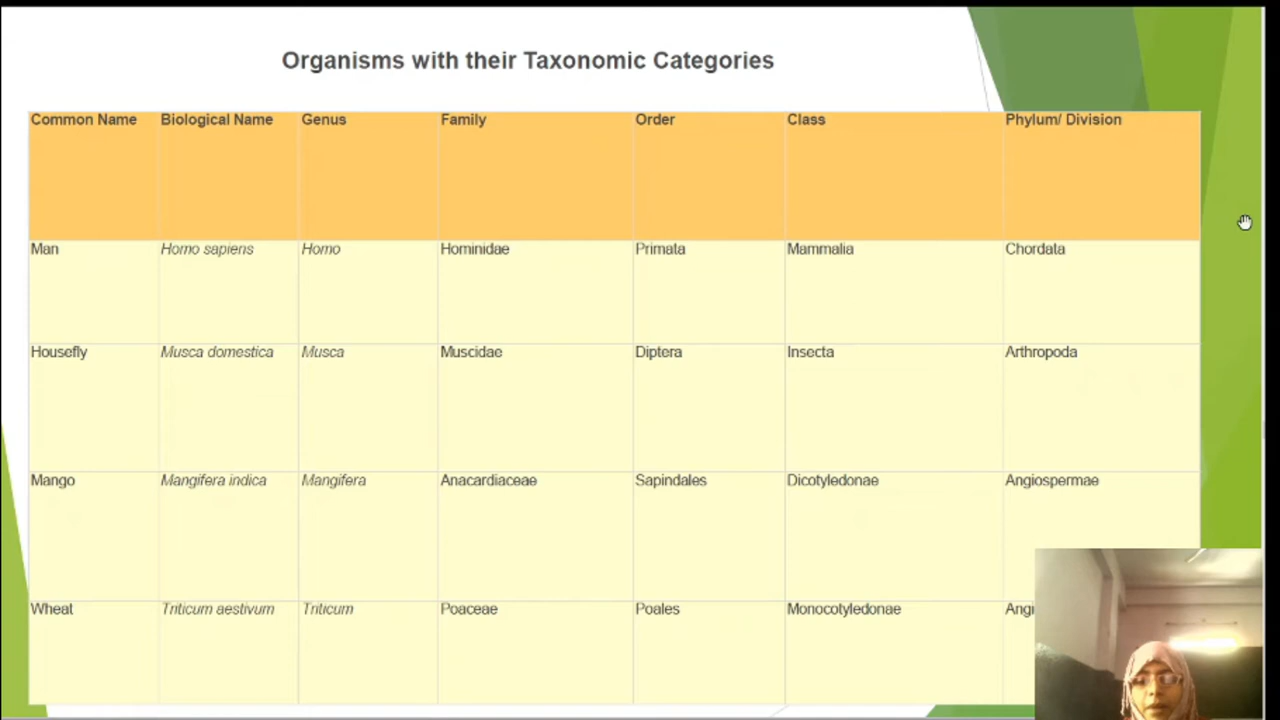 Organisms with their Taxonomic Categories
Common Name Biological Name Genus Family Order Class Phylum/ Division
Man Homo sapiens Homo Hominidae Primata Mammalia Chordata
Housefly Musca domestica Musca Muscidae Diptera Insecta Arthropoda
Mango Mangifera indica Mangifera Anacardiaceae Sapindales Dicotyledonae Angiospermae
Wheat Triticum aestivum Triticum Poaceae Poales Monocotyledonae